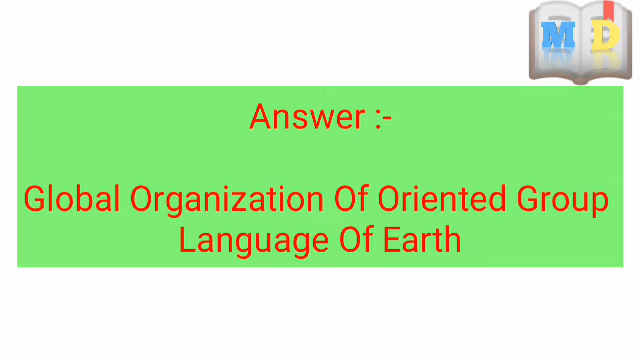 M D
Answer :-
Global Organization Of Oriented Group
Language Of Earth